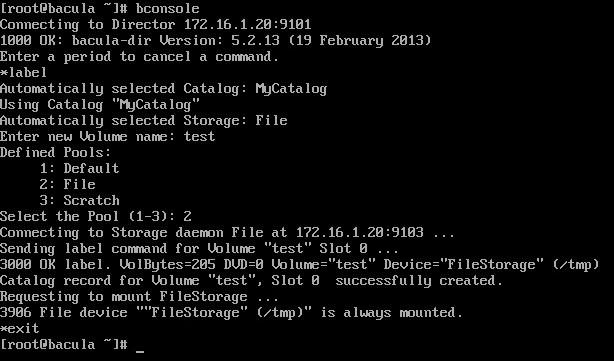 [root@bacula ~]# bconsole
Connecting to Director 172.16.1.20:9101
1000 OK: bacula-dir Version: 5.2.13 (19 February 2013)
Enter a period to cancel a command.
*label
Automatically selected Catalog: MyCatalog
Using Catalog "MyCatalog"
Automatically selected Storage: File
Enter new Volume name: test
Defined Pools:
     1: Default
     2: File
     3: Scratch
Select the Pool (1-3): 2
Connecting to Storage daemon File at 172.16.1.20:9103 ...
Sending label command for Volume "test" Slot 0 ...
3000 OK label. VolBytes=205 DVD=0 Volume="test" Device="FileStorage" (/tmp)
Catalog record for Volume "test", Slot 0  successfully created.
Requesting to mount FileStorage ...
3906 File device ""FileStorage" (/tmp)" is always mounted.
*exit
[root@bacula ~]# _